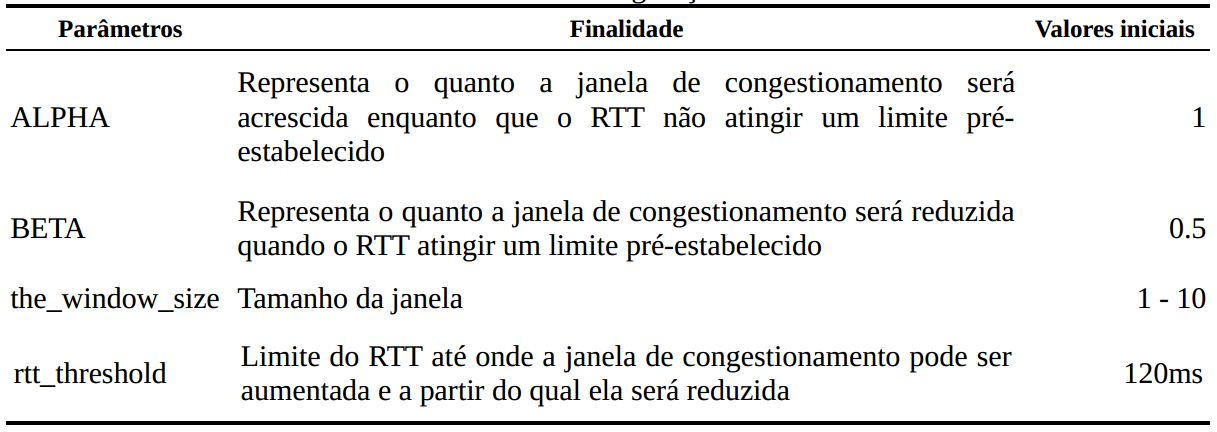 Parâmetros Finalidade Valores iniciais
Representa o quanto a janela de congestionamento será
ALPHA acrescida enquanto que o RTT não atingir um limite pré- 1
estabelecido
BETA Representa o quanto a janela de congestionamento será reduzida 0.5
quando o RTT atingir um limite pré-estabelecido
the_window_size Tamanho da janela 1 - 10
rtt_threshold Limite do RTT até onde a janela de congestionamento pode ser 120ms
aumentada e a partir do qual ela será reduzida